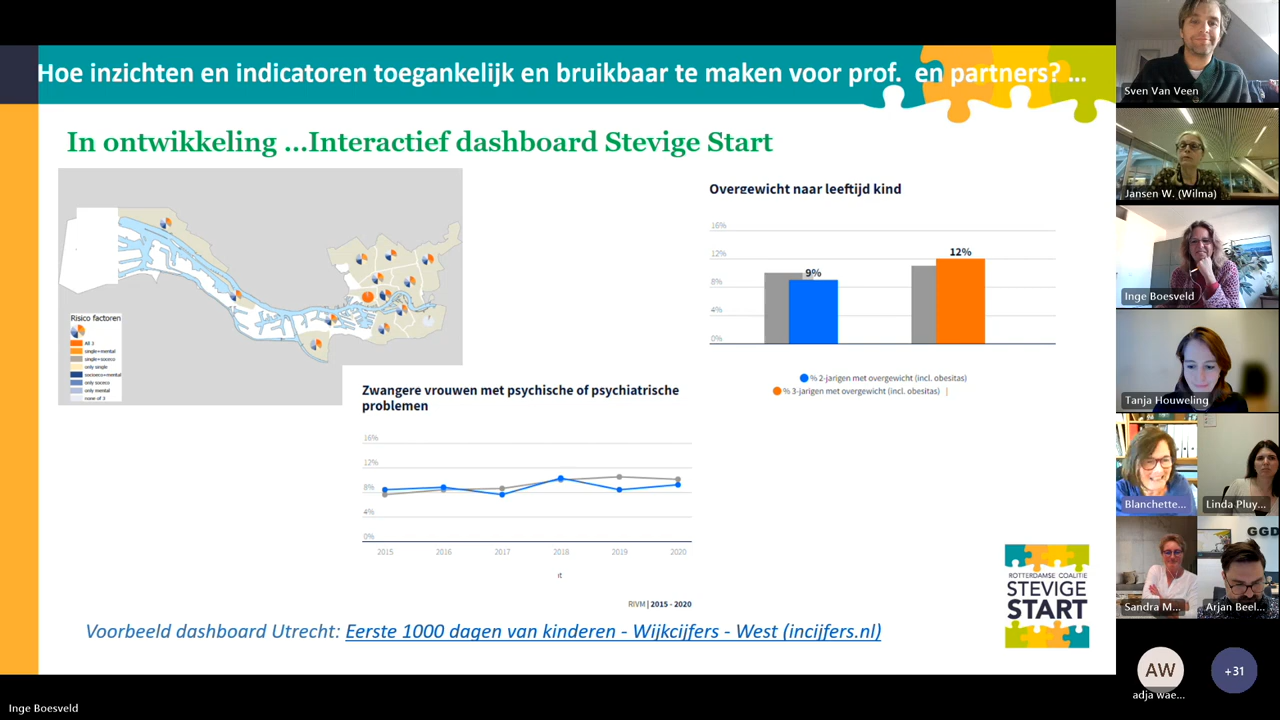 Hoe inzichten en indicatoren toegankelijk en bruikbaar te maken voor prof. en partners? ...
In ontwikkeling ...Interactief dashboard Stevige Start
Risico factoren
All 3
single+mental
single+soceco
only single
socioeco+mental
only soceco
only mental
none of 3
Overgewicht naar leeftijd kind
16%
12%
8%
4%
0%
9%
12%
% 2-jarigen met overgewicht (incl. obesitas)
% 3-jarigen met overgewicht (incl. obesitas) |
Zwangere vrouwen met psychische of psychiatrische
problemen
16%
12%
8%
4%
0%
2015 2016 2017 2018 2019 2020
it
RIVM | 2015 - 2020
Voorbeeld dashboard Utrecht: Eerste 1000 dagen van kinderen - Wijkcijfers - West (incijfers.nl)
ROTTERDAMSE COALITIE
STEVIGE
START
Sven Van Veen
Jansen W. (Wilma)
Inge Boesveld
Tanja Houweling
Blanchette...
Linda Pluy...
GGD
Sandra M...
Arjan Beel...
AW
adja wae...
+31
Inge Boesveld